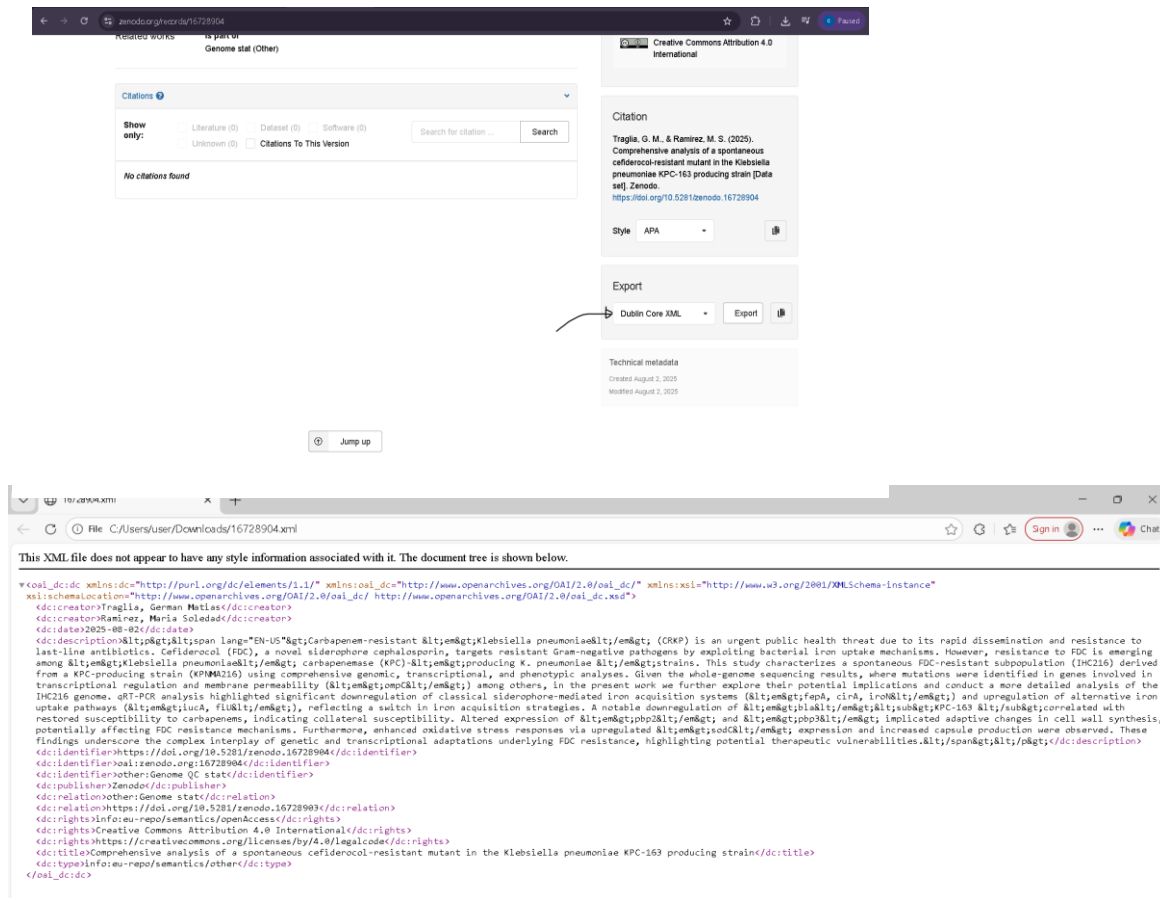 zenodo.org/records/16728904
Paused
Related works
Is part of
Genome stat (Other)
Creative Commons Attribution 4.0
International
Citations
Show only:
Literature (0)
Dataset (0)
Software (0)
Unknown (0)
Citations To This Version
Search for citation ...
Search
No citations found
Citation
Traglia, G. M., & Ramirez, M. S. (2025).
Comprehensive analysis of a spontaneous
cefiderocol-resistant mutant in the Klebsiella
pneumoniae KPC-163 producing strain [Data
set]. Zenodo.
https://doi.org/10.5281/zenodo.16728904
Style APA
Export
Dublin Core XML
Export
Technical metadata
Created August 2, 2025
Modified August 2, 2025
Jump up
16728904.xml
File C:/Users/user/Downloads/16728904.xml
Sign in
Chat
This XML file does not appear to have any style information associated with it. The document tree is shown below.
<oai_dc:dc xmlns:dc="http://purl.org/dc/elements/1.1/" xmlns:oai_dc="http://www.openarchives.org/OAI/2.0/oai_dc/" xmlns:xsi="http://www.w3.org/2001/XMLSchema-instance"
xsi:schemaLocation="http://www.openarchives.org/OAI/2.0/oai_dc/ http://www.openarchives.org/OAI/2.0/oai_dc.xsd">
<dc:creator>Traglia, German Matias</dc:creator>
<dc:creator>Ramirez, Maria Soledad</dc:creator>
<dc:date>2025-08-02</dc:date>
<dc:description>&lt;p&gt;&lt;span lang="EN-US"&gt;Carbapenem-resistant &lt;em&gt;Klebsiella pneumoniae&lt;/em&gt; (CRKP) is an urgent public health threat due to its rapid dissemination and resistance to
last-line antibiotics. Cefiderocol (FDC), a novel siderophore cephalosporin, targets resistant Gram-negative pathogens by exploiting bacterial iron uptake mechanisms. However, resistance to FDC is emerging
among &lt;em&gt;Klebsiella pneumoniae&lt;/em&gt; carbapenemase (KPC)-&lt;em&gt;producing K. pneumoniae &lt;/em&gt;strains. This study characterizes a spontaneous FDC-resistant subpopulation (IHC216) derived
from a KPC-producing strain (KPNMA216) using comprehensive genomic, transcriptional, and phenotypic analyses. Given the whole-genome sequencing results, where mutations were identified in genes involved in
transcriptional regulation and membrane permeability (&lt;em&gt;ompC&lt;/em&gt;) among others, in the present work we further explore their potential implications and conduct a more detailed analysis of the
IHC216 genome. qRT-PCR analysis highlighted significant downregulation of classical siderophore-mediated iron acquisition systems (&lt;em&gt;fepA, cirA, iroN&lt;/em&gt;) and upregulation of alternative iron
uptake pathways (&lt;em&gt;iucA, fiU&lt;/em&gt;), reflecting a switch in iron acquisition strategies. A notable downregulation of &lt;em&gt;bla&lt;/em&gt;&lt;sub&gt;KPC-163 &lt;/sub&gt;correlated with
restored susceptibility to carbapenems, indicating collateral susceptibility. Altered expression of &lt;em&gt;pbp2&lt;/em&gt; and &lt;em&gt;pbp3&lt;/em&gt; implicated adaptive changes in cell wall synthesis,
potentially affecting FDC resistance mechanisms. Furthermore, enhanced oxidative stress responses via upregulated &lt;em&gt;sodC&lt;/em&gt; expression and increased capsule production were observed. These
findings underscore the complex interplay of genetic and transcriptional adaptations underlying FDC resistance, highlighting potential therapeutic vulnerabilities.&lt;/span&gt;&lt;/p&gt;</dc:description>
<dc:identifier>https://doi.org/10.5281/zenodo.16728904</dc:identifier>
<dc:identifier>oai:zenodo.org:16728904</dc:identifier>
<dc:identifier>other:Genome QC stat</dc:identifier>
<dc:publisher>Zenodo</dc:publisher>
<dc:relation>other:Genome stat</dc:relation>
<dc:relation>https://doi.org/10.5281/zenodo.16728903</dc:relation>
<dc:rights>info:eu-repo/semantics/openAccess</dc:rights>
<dc:rights>Creative Commons Attribution 4.0 International</dc:rights>
<dc:rights>https://creativecommons.org/licenses/by/4.0/legalcode</dc:rights>
<dc:title>Comprehensive analysis of a spontaneous cefiderocol-resistant mutant in the Klebsiella pneumoniae KPC-163 producing strain</dc:title>
<dc:type>info:eu-repo/semantics/other</dc:type>
</oai_dc:dc>